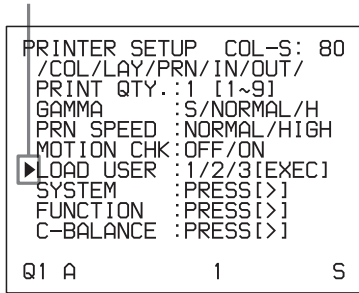 PRINTER SETUP COL-S: 80
/COL/LAY/PRN/IN/OUT/
PRINT QTY.:1 [1~9]
GAMMA :S/NORMAL/H
PRN SPEED :NORMAL/HIGH
MOTION CHK:OFF/ON
▶LOAD USER :1/2/3[EXEC]
SYSTEM :PRESS[>]
FUNCTION :PRESS[>]
C-BALANCE :PRESS[>]
Q1 A 1 S